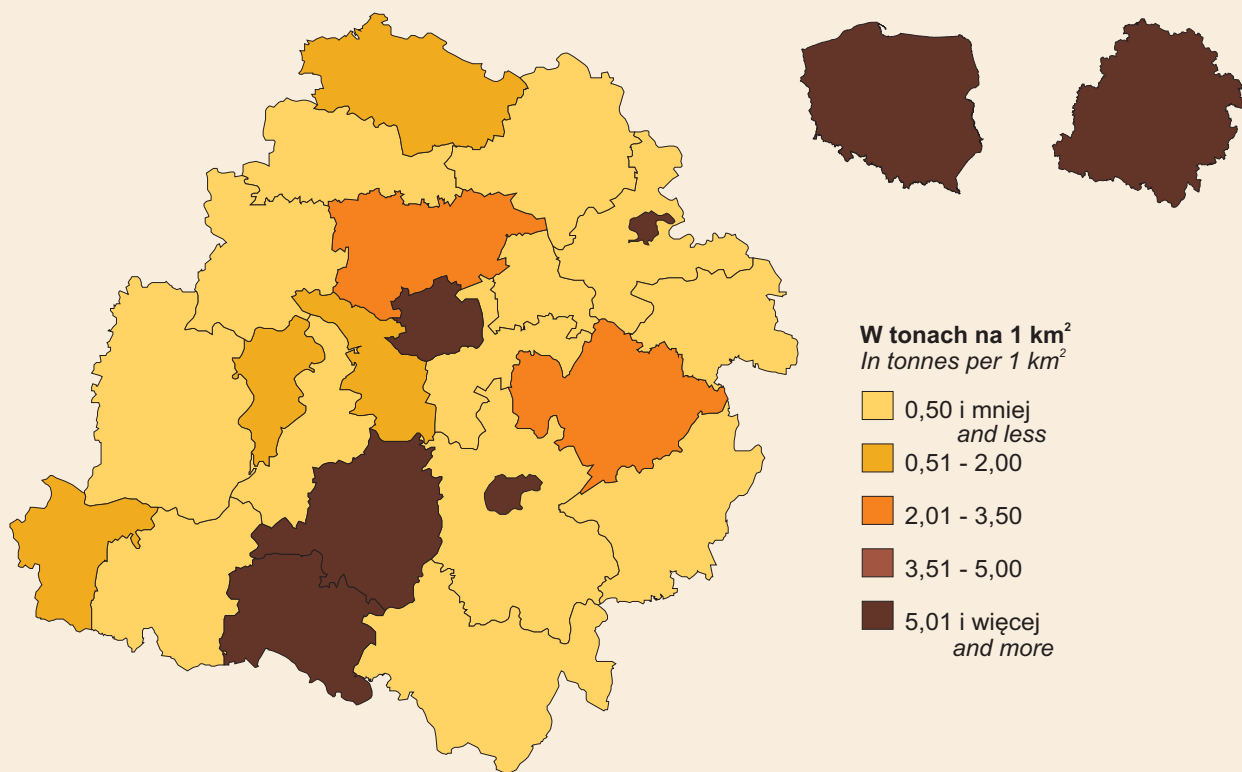 W tonach na 1 km²
In tonnes per 1 km²
0,50 i mniej
and less
0,51 - 2,00
2,01 - 3,50
3,51 - 5,00
5,01 i więcej
and more